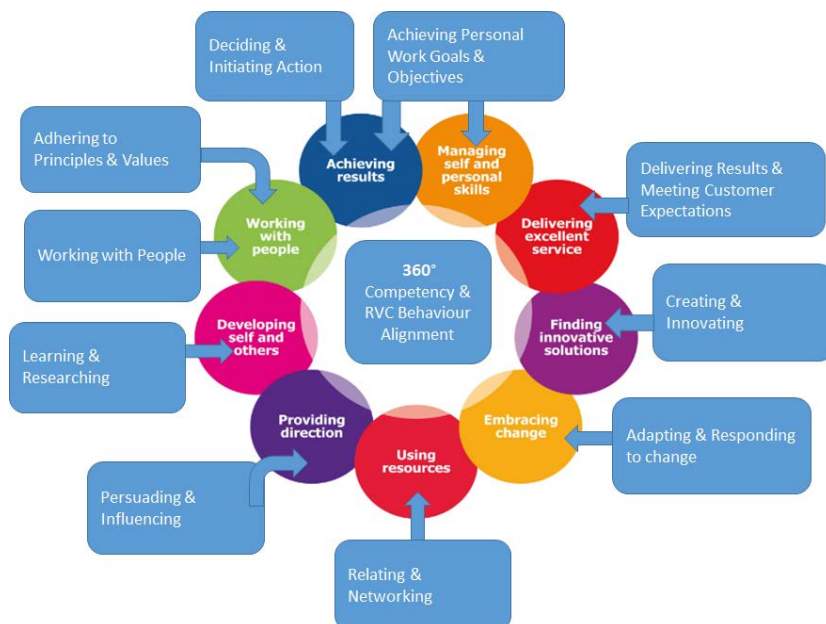 Deciding &
Initiating Action
Achieving Personal
Work Goals &
Objectives
Adhering to
Principles & Values
Achieving
results
Managing
self and
personal
skills
Delivering Results &
Meeting Customer
Expectations
Working
with
people
Delivering
excellent
service
Working with People
360°
Competency &
RVC Behaviour
Alignment
Creating &
Innovating
Developing
self and
others
Finding
innovative
solutions
Learning &
Researching
Providing
direction
Embracing
change
Adapting & Responding
to change
Using
resources
Persuading &
Influencing
Relating &
Networking